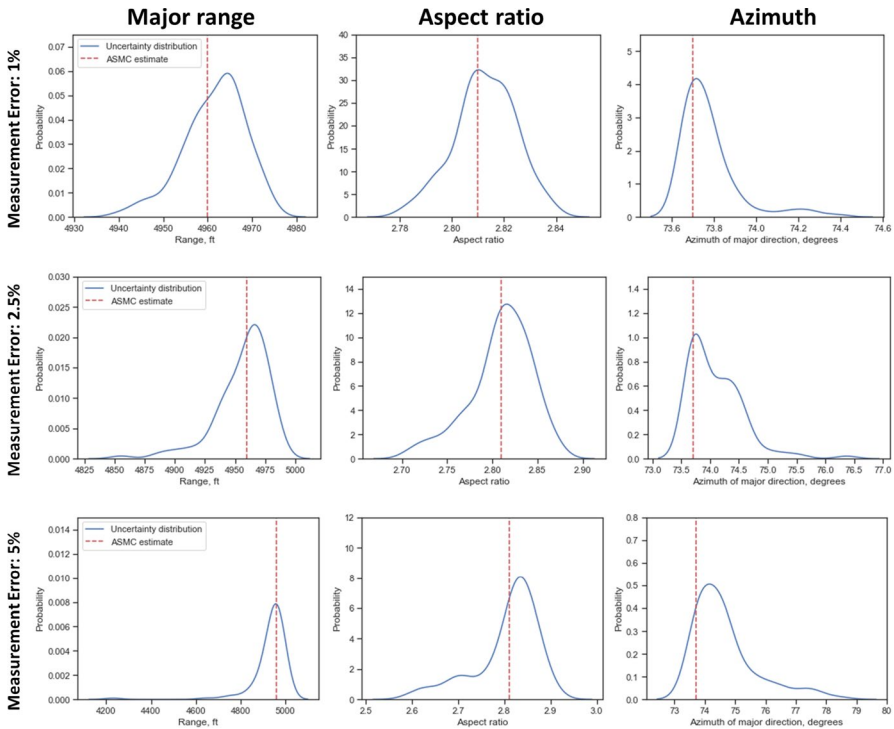 Major range
Aspect ratio
Azimuth
Measurement Error: 1%
Probability
0.07
0.06
0.05
0.04
0.03
0.02
0.01
0.00
Uncertainty distribution
ASMC estimate
4930 4940 4950 4960 4970 4980
Range, ft
Probability
40
35
30
25
20
15
10
5
0
2.78 2.80 2.82 2.84
Aspect ratio
Probability
5
4
3
2
1
0
73.6 73.8 74.0 74.2 74.4 74.6
Azimuth of major direction, degrees
Measurement Error: 2.5%
Probability
0.030
0.025
0.020
0.015
0.010
0.005
0.000
Uncertainty distribution
ASMC estimate
4825 4850 4875 4900 4925 4950 4975 5000
Range, ft
Probability
14
12
10
8
6
4
2
0
2.70 2.75 2.80 2.85 2.90
Aspect ratio
Probability
1.4
1.2
1.0
0.8
0.6
0.4
0.2
0.0
73.0 73.5 74.0 74.5 75.0 75.5 76.0 76.5 77.0
Azimuth of major direction, degrees
Measurement Error: 5%
Probability
0.014
0.012
0.010
0.008
0.006
0.004
0.002
0.000
Uncertainty distribution
ASMC estimate
4200 4400 4600 4800 5000
Range, ft
Probability
12
10
8
6
4
2
0
2.5 2.6 2.7 2.8 2.9 3.0
Aspect ratio
Probability
0.8
0.7
0.6
0.5
0.4
0.3
0.2
0.1
0.0
73 74 75 76 77 78 79 80
Azimuth of major direction, degrees